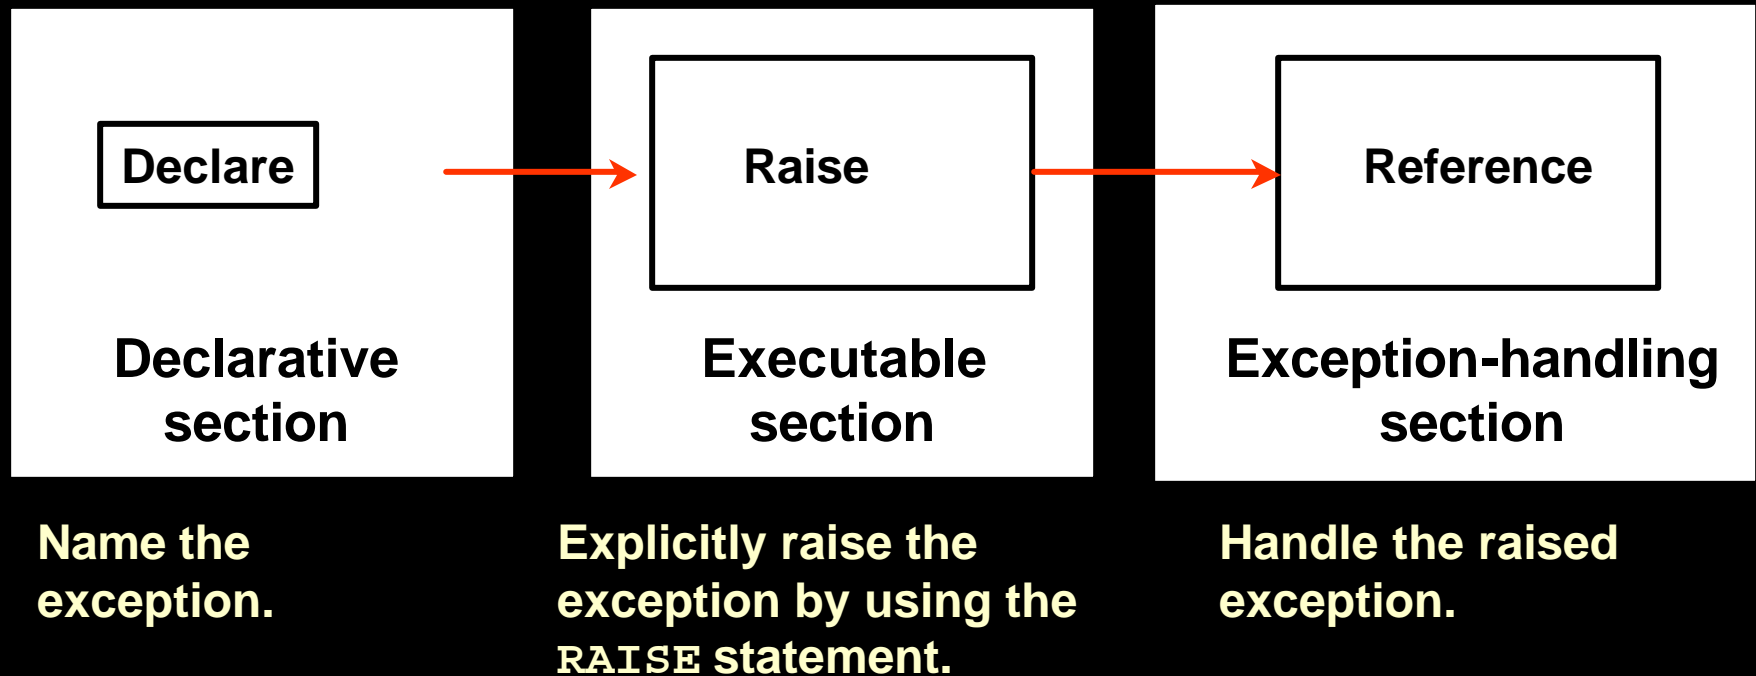 Declare
Declarative
section
Name the
exception.
Raise
Executable
section
Explicitly raise the
exception by using the
RAISE statement.
Reference
Exception-handling
section
Handle the raised
exception.